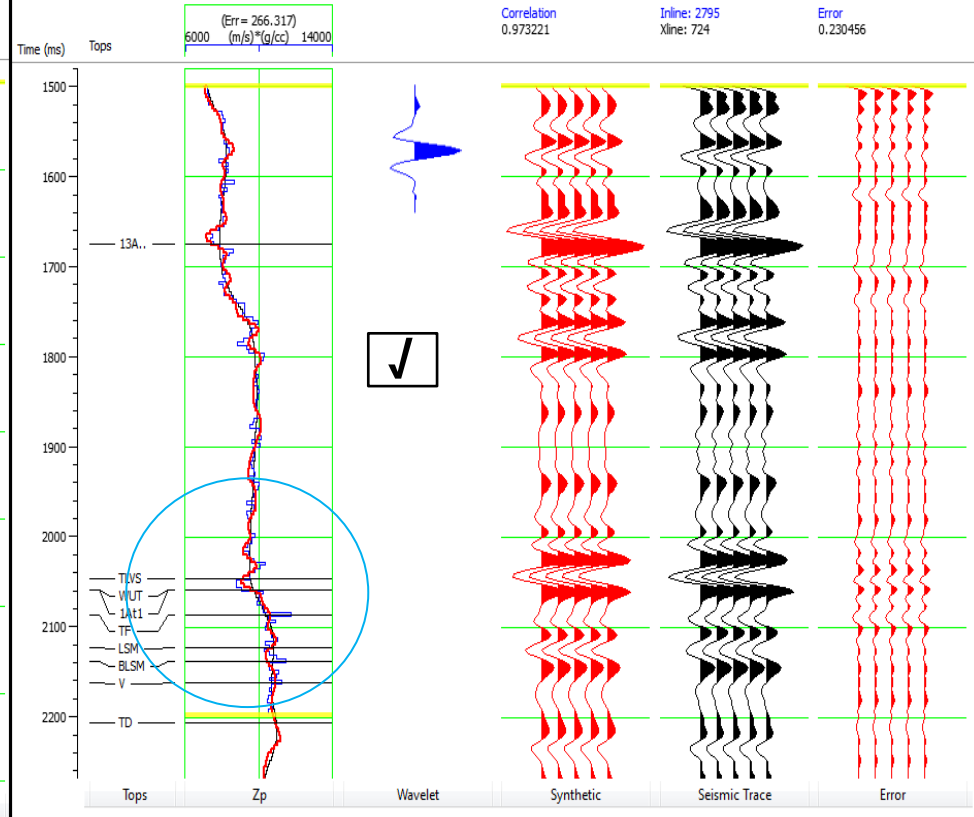 Correlation
0.973221
Inline: 2795
Xline: 724
Error
0.230456
(Err= 266.317)
6000 (m/s)*(g/cc) 14000
Time (ms) Tops
1500
1600
13A..
1700
1800
√
1900
2000
TLVS
WUT
1At1
2100
TF
LSM
BLSM
V
2200
TD
Tops Zp Wavelet Synthetic Seismic Trace Error